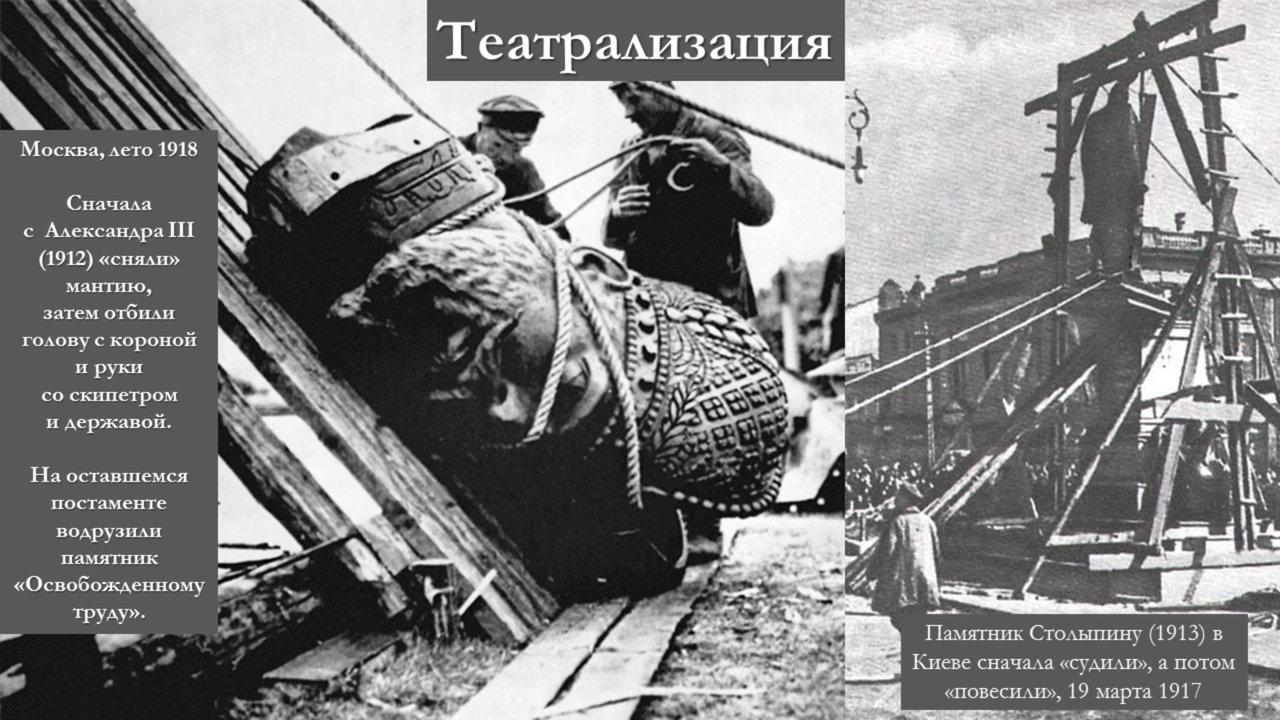 Театрализация
Москва, лето 1918
Сначала
с Александра III
(1912) «сняли»
мантию,
затем отбили
голову с короной
и руки
со скипетром
и державой.
На оставшемся
постаменте
водрузили
памятник
«Освобожденному
труду».
Памятник Столыпину (1913) в
Киеве сначала «судили», а потом
«повесили», 19 марта 1917